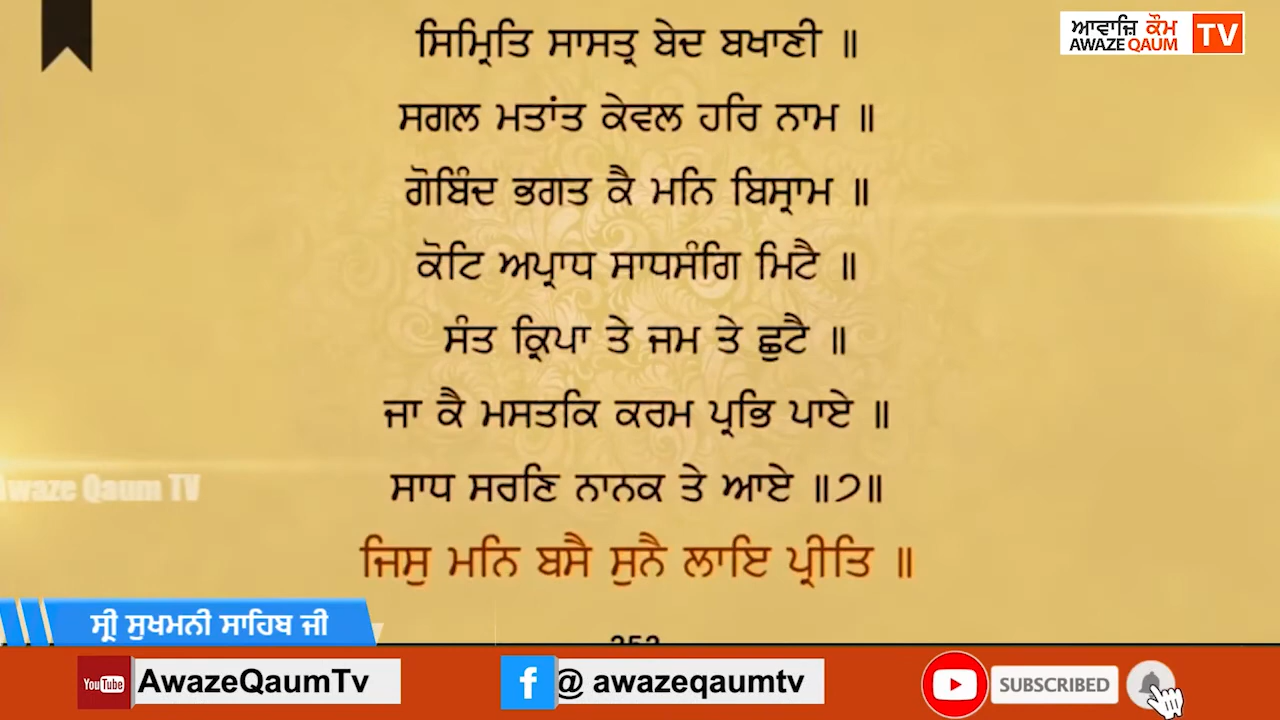 ਸਿਮ੍ਰਿਤਿ ਸਾਸਤ੍ਰ ਬੇਦ ਬਖਾਣੀ ॥
ਆਵਾਜ਼ਿ ਕੌਮ
AWAZE QAUM
TV
ਸਗਲ ਮਤਾਂਤ ਕੇਵਲ ਹਰਿ ਨਾਮ ॥
ਗੋਬਿੰਦ ਭਗਤ ਕੈ ਮਨਿ ਬਿਸ੍ਰਾਮ ॥
ਕੋਟਿ ਅਪ੍ਰਾਧ ਸਾਧਸੰਗਿ ਮਿਟੈ ॥
ਸੰਤ ਕ੍ਰਿਪਾ ਤੇ ਜਮ ਤੇ ਛੁਟੈ ॥
ਜਾ ਕੈ ਮਸਤਕਿ ਕਰਮ ਪ੍ਰਭਿ ਪਾਏ ॥
ਸਾਧ ਸਰਣਿ ਨਾਨਕ ਤੇ ਆਏ ॥੭॥
Awaze Qaum TV
ਜਿਸੁ ਮਨਿ ਬਸੈ ਸੁਨੈ ਲਾਇ ਪ੍ਰੀਤਿ ॥
ਸ੍ਰੀ ਸੁਖਮਨੀ ਸਾਹਿਬ ਜੀ
YouTube AwazeQaumTv
f @ awazeqaumtv
SUBSCRIBED